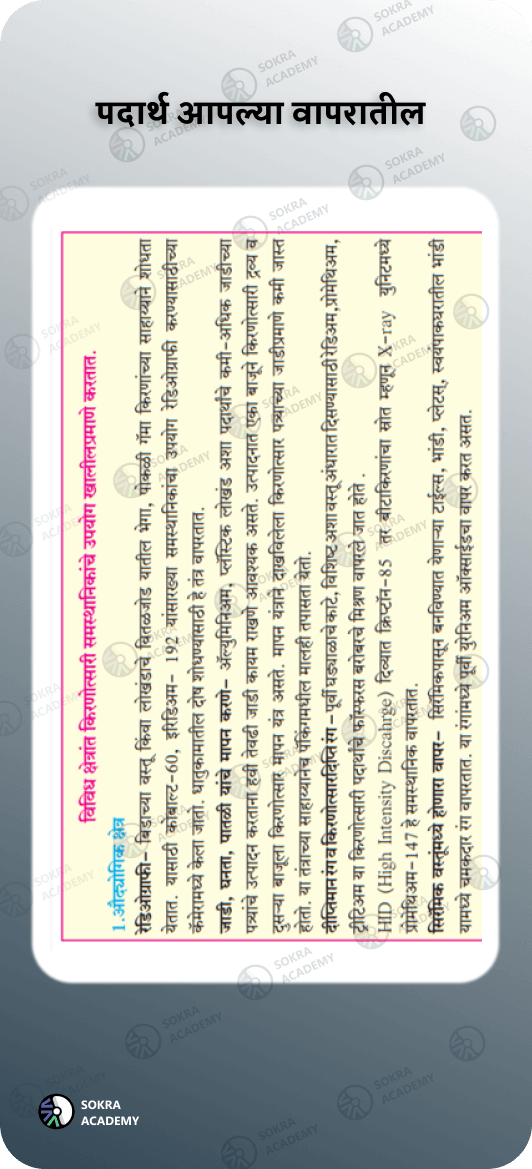 पदार्थ आपल्या वापरातील
विविध क्षेत्रांत किरणोत्सारी समस्थानिकांचे उपयोग खालीलप्रमाणे करतात.
1.औद्योगिक क्षेत्र
रेडिओग्राफी– बिडाच्या वस्तू किंवा लोखंडाचे, वितळजोड यातील भेगा, पोकळी गॅमा किरणांच्या साहाय्याने शोधता
येतात. यासाठी कोबाल्ट-60, इरीडिअम- 192 यांसारख्या समस्थानिकांचा उपयोग रेडिओग्राफी करण्यासाठीच्या
कॅमेरामध्ये केला जातो. धातुकामातील दोष शोधण्यासाठी हे तंत्र वापरतात.
जाडी, घनता, पातळी यांचे मापन करणे– ॲल्युमिनिअम, प्लॅस्टिक लोखंड अशा पदार्थांचे कमी-अधिक जाडीच्या
पत्र्यांचे उत्पादन करताना हवी तेवढी जाडी कायम राखणे आवश्यक असते. उत्पादनात एका बाजूने किरणोत्सारी द्रव्य व
दुसऱ्या बाजूला किरणोत्सार मापन यंत्र असते. मापन यंत्राने दाखविलेला किरणोत्सार पत्र्याच्या जाडीप्रमाणे कमी जास्त
होतो. या तंत्राच्या साहाय्यानेच पॅकिंगमधील मालही तपासता येतो.
दीप्तिमान रंग व किरणोत्सारदिप्ति रंग – पूर्वी घड्याळाचे काटे, विशिष्ट अशा वस्तू अंधारात दिसण्यासाठी रेडिअम, प्रोमेथिअम,
ट्रीटिअम या किरणोत्सारी पदार्थांचे फॉस्फरस बरोबरचे मिश्रण वापरले जात होते .
HID (High Intensity Discahrge) दिव्यात क्रिप्टॉन-85 तर बीटाकिरणांचा स्रोत म्हणून X-ray युनिटमध्ये
प्रोमेथिअम-147 हे समस्थानिक वापरतात.
सिरॅमिक वस्तूंमध्ये होणारा वापर– सिरॅमिकपासून बनविण्यात येणाऱ्या टाईल्स, भांडी, प्लेटस्, स्वयंपाकघरातील भांडी
यामध्ये चमकदार रंग वापरतात. या रंगांमध्ये पूर्वी युरेनिअम ऑक्साईडचा वापर करत असत.
SOKRA
ACADEMY